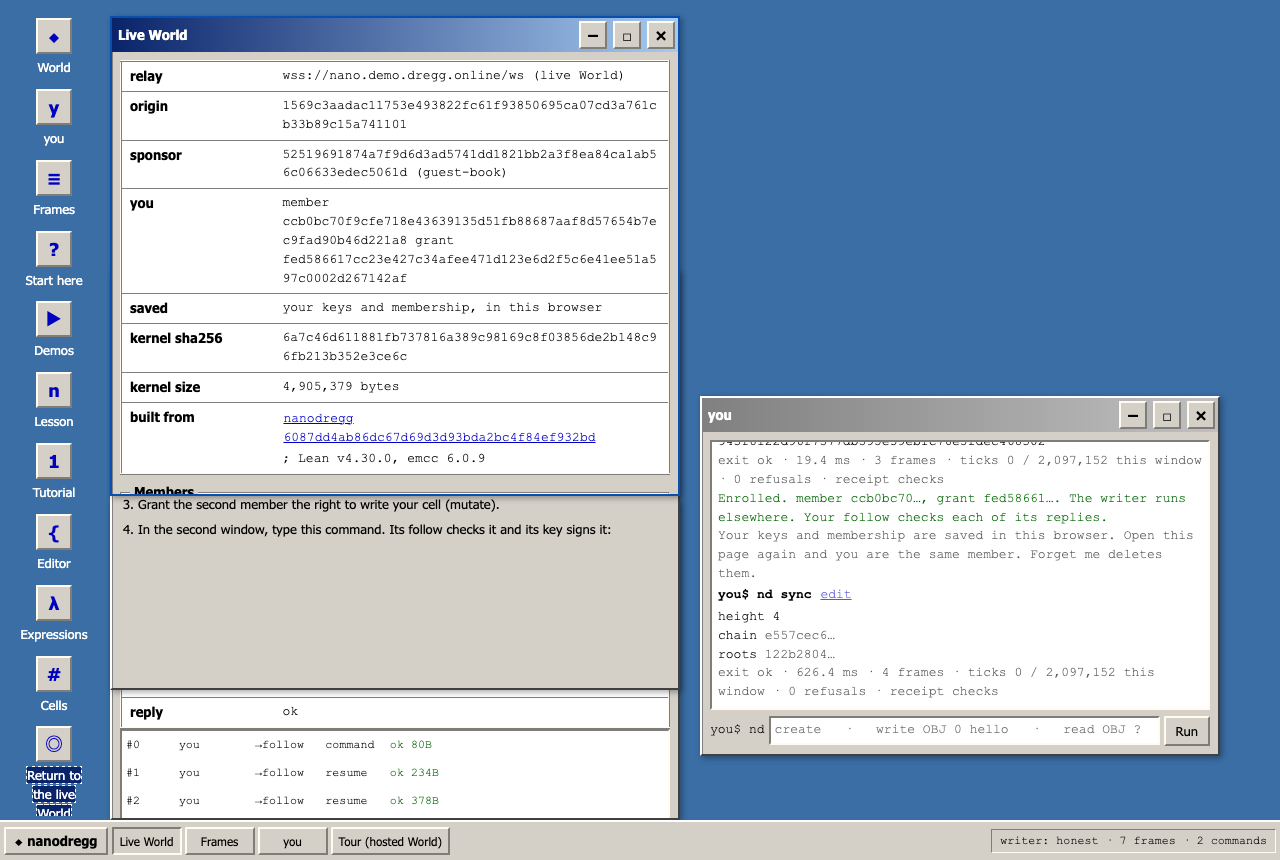 World
y
you
Frames
?
Start here
Demos
n
Lesson
1
Tutorial
{
Editor
λ
Expressions
#
Cells
Return to
the live
World
Live World
relay wss://nano.demo.dregg.online/ws (live World)
origin 1569c3aadac11753e493822fc61f93850695ca07cd3a761c
b33b89c15a741101
sponsor 52519691874a7f9d6d3ad5741dd1821bb2a3f8ea84ca1ab5
6c06633edec5061d (guest-book)
you member
ccb0bc70f9cfe718e43639135d51fb88687aaf8d57654b7e
c9fad90b46d221a8 grant
fed586617cc23e427c34afee471d123e6d2f5c6e41ee51a5
97c0002d267142af
saved your keys and membership, in this browser
kernel sha256 6a7c46d611881fb737816a389c98169c8f03856de2b148c9
6fb213b352e3ce6c
kernel size 4,905,379 bytes
built from nanodregg
6087dd4ab86dc67d69d3d93bda2bc4f84ef932bd
; Lean v4.30.0, emcc 6.0.9
Members
3. Grant the second member the right to write your cell (mutate).
4. In the second window, type this command. Its follow checks it and its key signs it:
reply ok
#0 you →follow command ok 80B
#1 you →follow resume ok 234B
#2 you →follow resume ok 378B
you
exit ok · 19.4 ms · 3 frames · ticks 0 / 2,097,152 this window
· 0 refusals · receipt checks
Enrolled. member ccb0bc70…, grant fed58661…. The writer runs
elsewhere. Your follow checks each of its replies.
Your keys and membership are saved in this browser. Open this
page again and you are the same member. Forget me deletes
them.
you$ nd sync edit
height 4
chain e557cec6…
roots 122b2804…
exit ok · 626.4 ms · 4 frames · ticks 0 / 2,097,152 this
window · 0 refusals · receipt checks
you$ nd create · write OBJ 0 hello · read OBJ ? Run
◆ nanodregg Live World Frames you Tour (hosted World) writer: honest · 7 frames · 2 commands